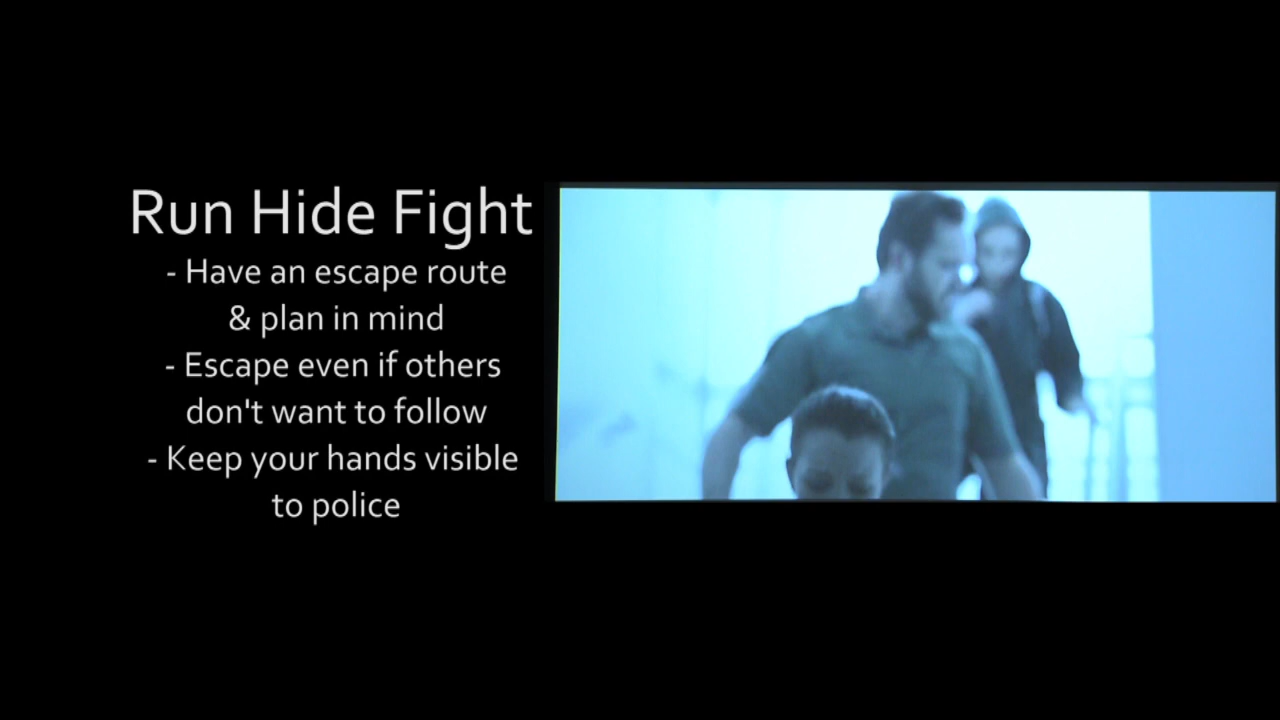 Run Hide Fight
- Have an escape route
& plan in mind
- Escape even if others
don't want to follow
- Keep your hands visible
to police